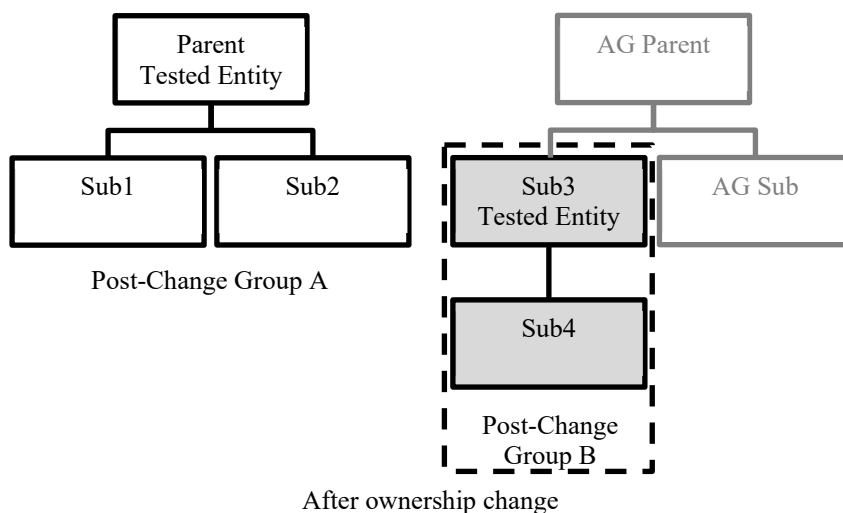 Parent
Tested Entity
AG Parent
Sub1
Sub2
Sub3
Tested Entity
AG Sub
Post-Change Group A
Sub4
Post-Change
Group B
After ownership change